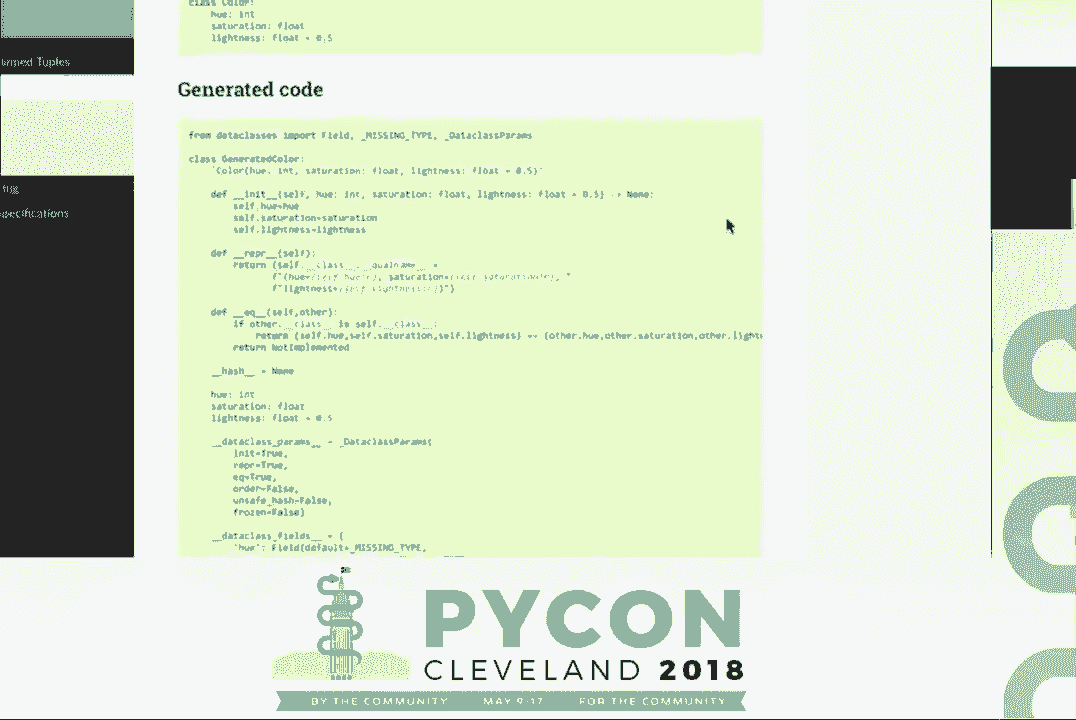 class Color:
hue: int
saturation: float
lightness: float = 0.5
amed Tuples
ng
pecifications
Generated code
from dataclasses import Field, _MISSING_TYPE, _DataclassParams
class GeneratedColor:
'Color(hue: int, saturation: float, lightness: float = 0.5)'
def __init__(self, hue: int, saturation: float, lightness: float = 0.5) -> None:
self.hue=hue
self.saturation=saturation
self.lightness=lightness
def __repr__(self):
return (self.__class__.__qualname__ +
f"(hue={self.hue!r}, saturation={self.saturation!r}, "
f"lightness={self.lightness!r})")
def __eq__(self,other):
if other.__class__ is self.__class__:
return (self.hue,self.saturation,self.lightness) == (other.hue,other.saturation,other.light
return NotImplemented
__hash__ = None
hue: int
saturation: float
lightness: float = 0.5
__dataclass_params__ = _DataclassParams(
init=True,
repr=True,
eq=True,
order=False,
unsafe_hash=False,
frozen=False)
__dataclass_fields__ = {
'hue': Field(default=_MISSING_TYPE,
PYCON
CLEVELAND 2018
BY THE COMMUNITY MAY 9-17 FOR THE COMMUNITY